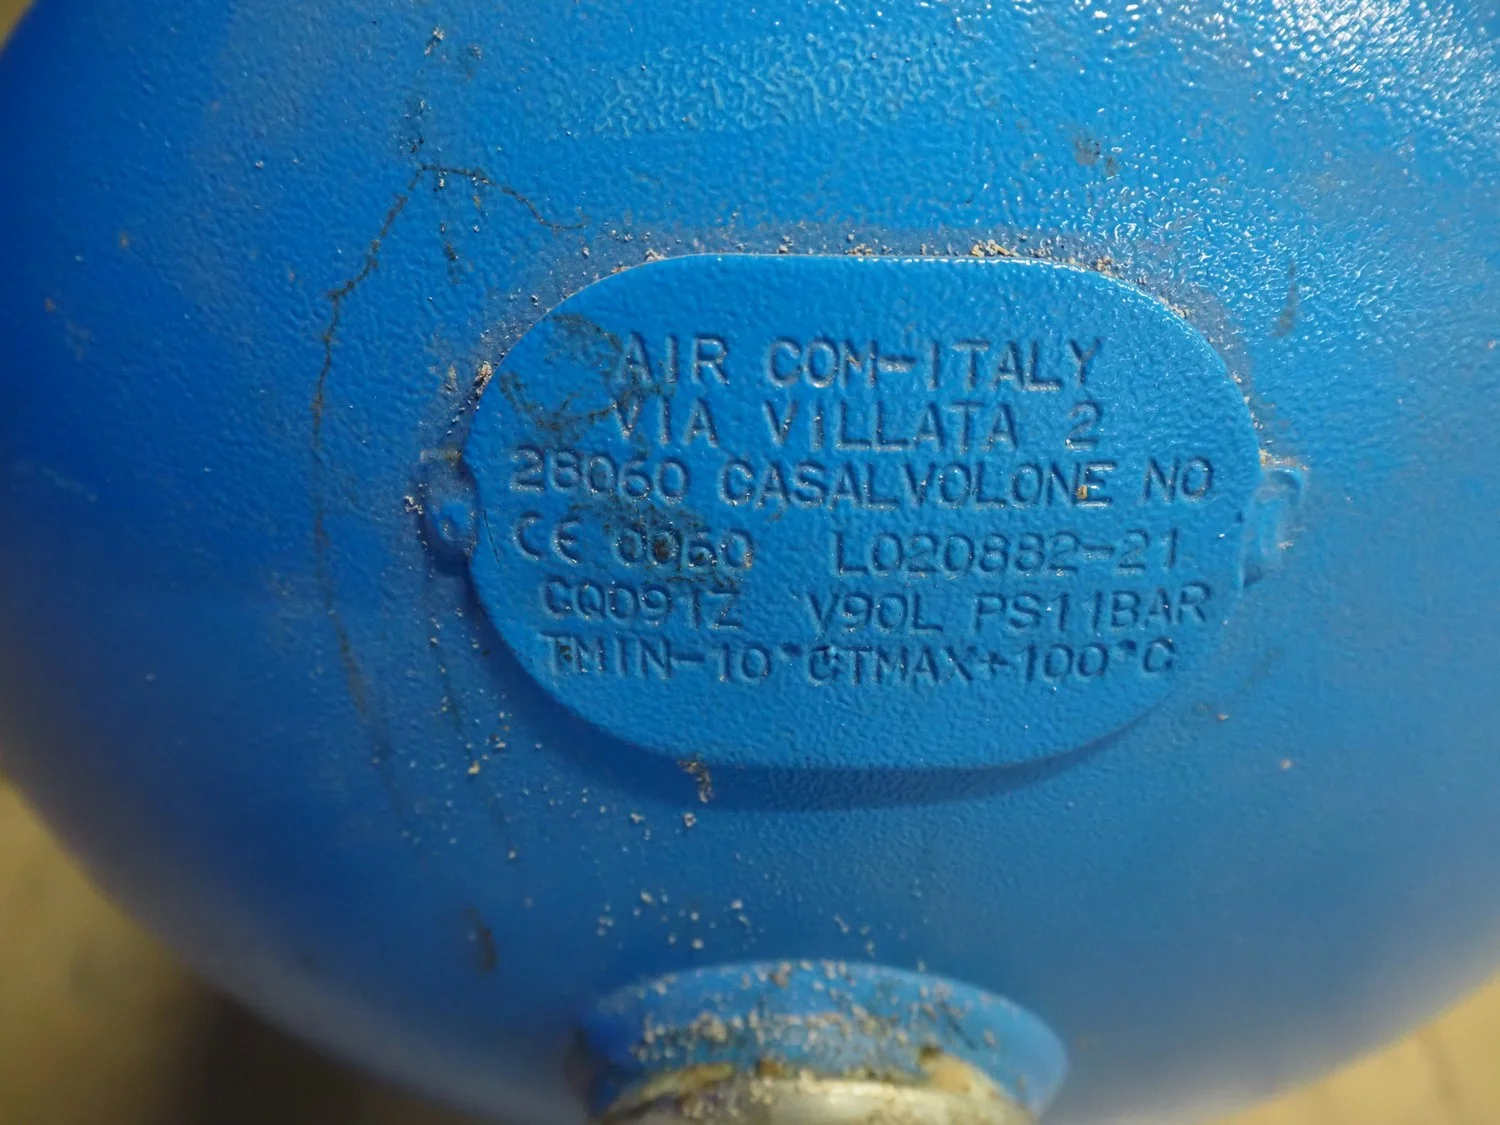 AIR COM-ITALY
VIA VILLATA 2
28060 CASALVOLONE NO
CE 0060 L020882-21
CQ091Z V90L PS11BAR
TMIN-10°CTMAX+100°C